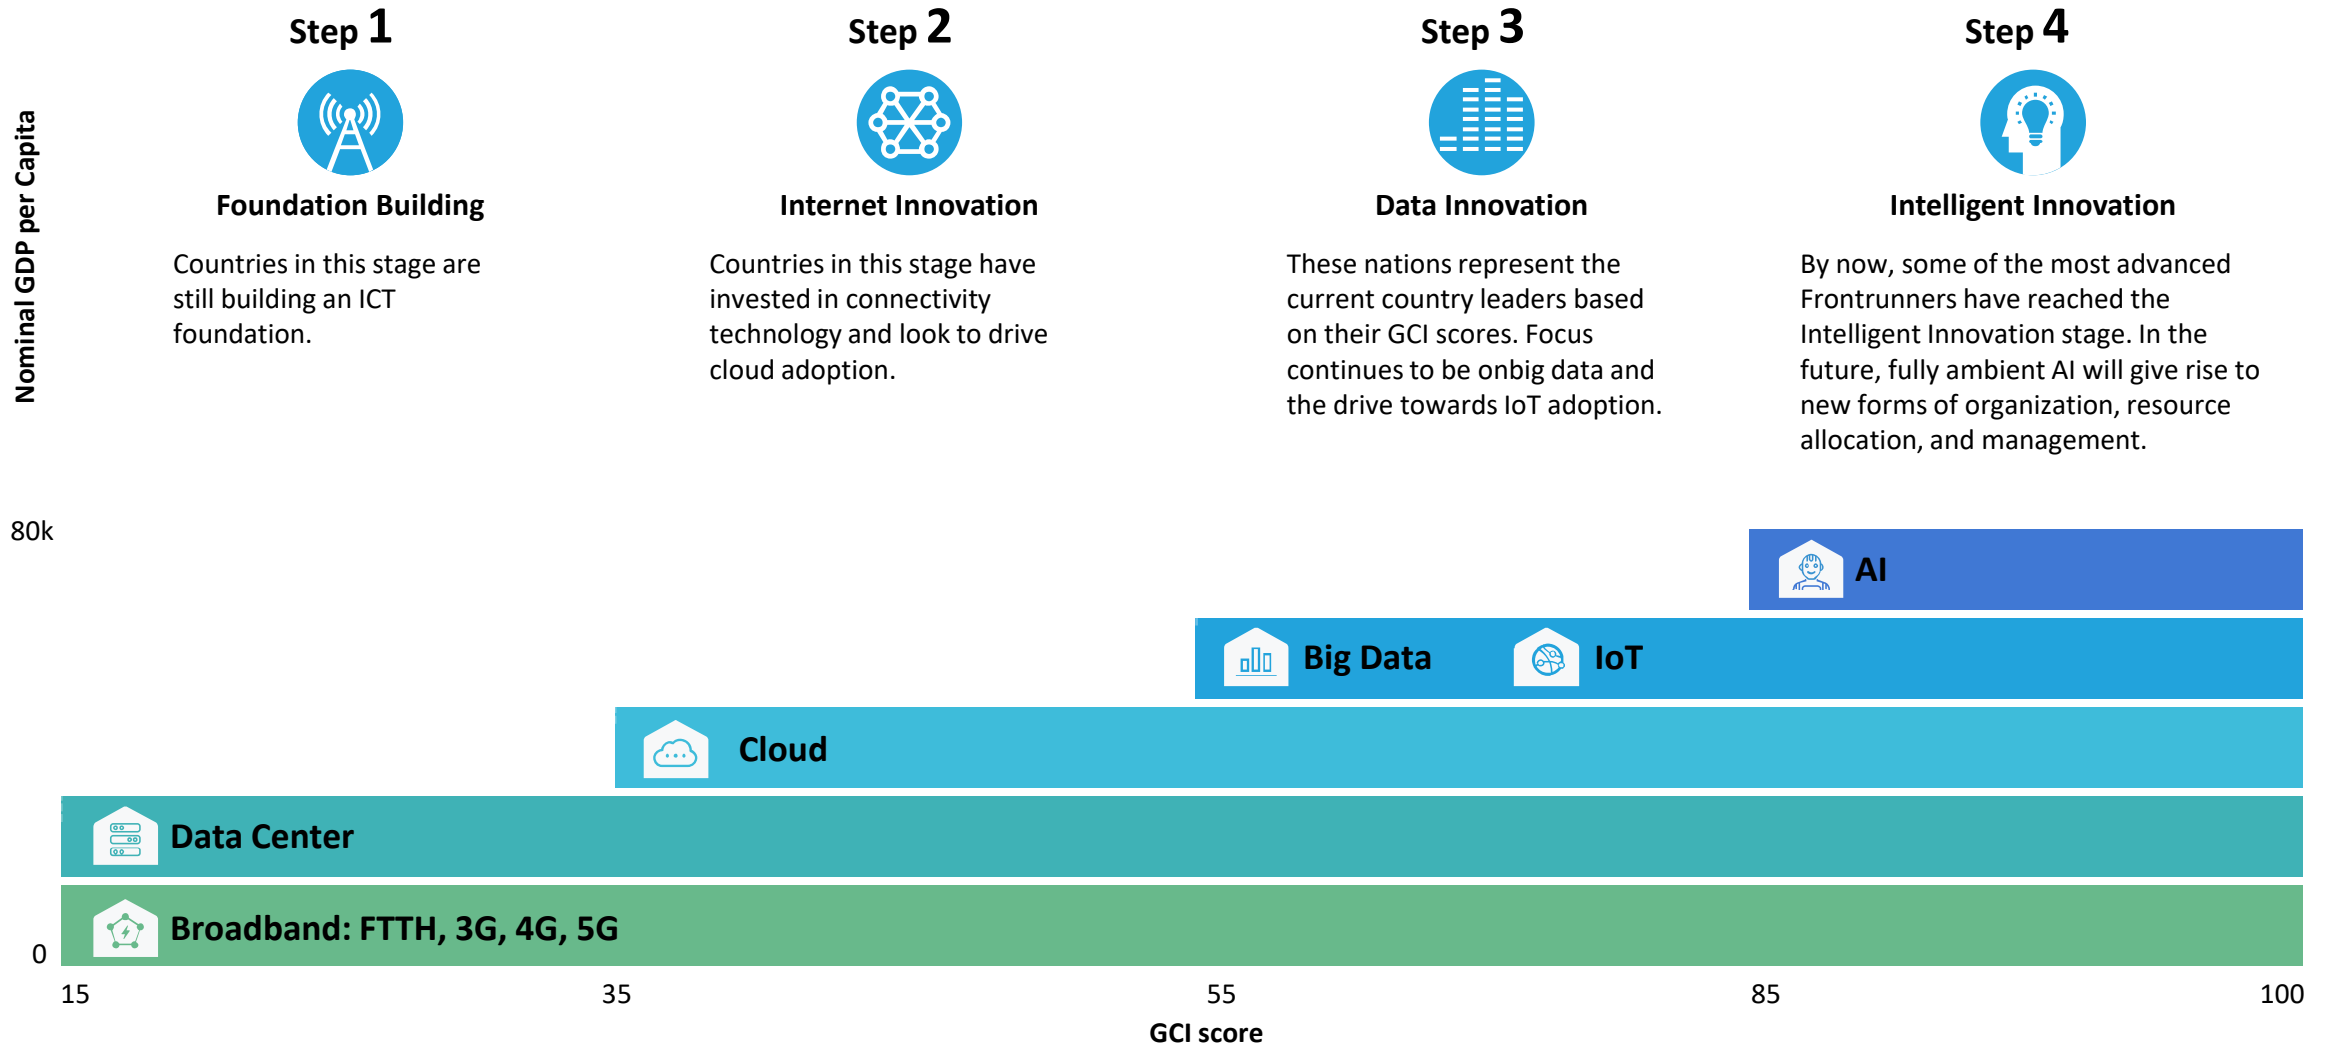 Step 1
Step 2
Step 3
Step 4
Nominal GDP per Capita
Foundation Building
Countries in this stage are
still building an ICT
foundation.
Internet Innovation
Countries in this stage have
invested in connectivity
technology and look to drive
cloud adoption.
Data Innovation
These nations represent the
current country leaders based
on their GCI scores. Focus
continues to be onbig data and
the drive towards IoT adoption.
Intelligent Innovation
By now, some of the most advanced
Frontrunners have reached the
Intelligent Innovation stage. In the
future, fully ambient AI will give rise to
new forms of organization, resource
allocation, and management.
80k
AI
Big Data
IoT
Cloud
Data Center
Broadband: FTTH, 3G, 4G, 5G
0
15
35
55
85
100
GCI score